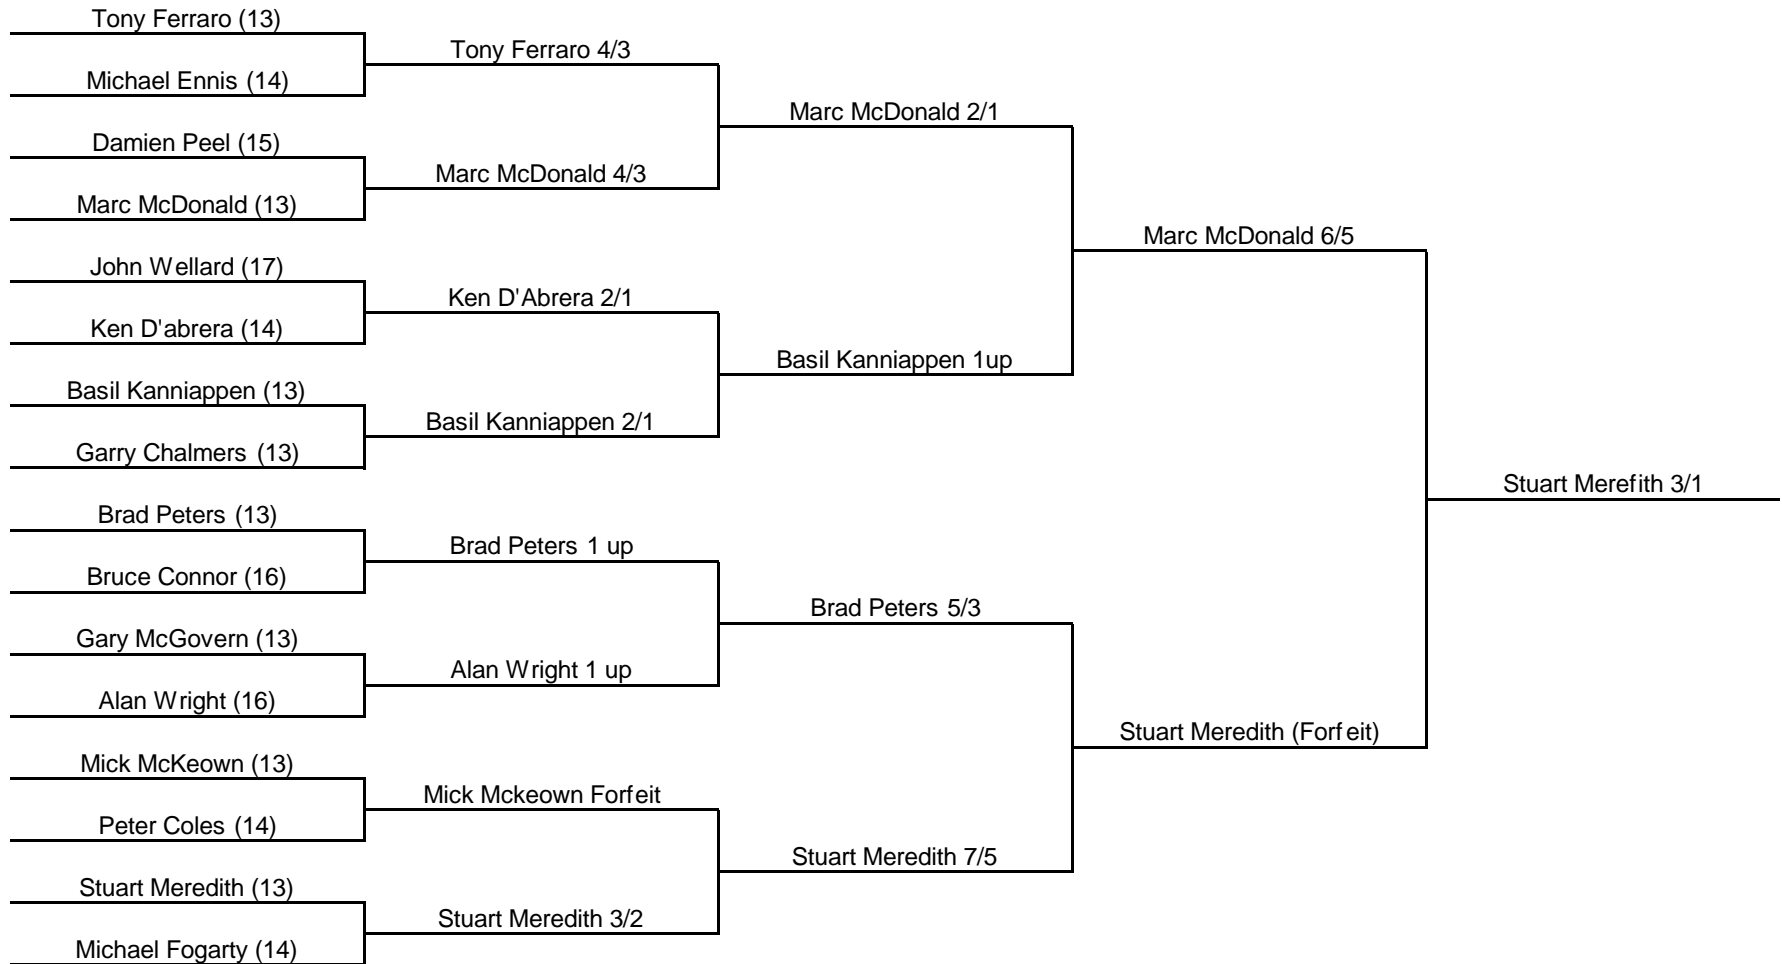 Tony Ferraro (13)
Tony Ferraro 4/3
Michael Ennis (14)
Marc McDonald 2/1
Damien Peel (15)
Marc McDonald 4/3
Marc McDonald (13)
Marc McDonald 6/5
John Wellard (17)
Ken D'Abrera 2/1
Ken D'abrera (14)
Basil Kanniappen 1up
Basil Kanniappen (13)
Basil Kanniappen 2/1
Garry Chalmers (13)
Stuart Merefith 3/1
Brad Peters (13)
Brad Peters 1 up
Bruce Connor (16)
Brad Peters 5/3
Gary McGovern (13)
Alan Wright 1 up
Alan Wright (16)
Stuart Meredith (Forfeit)
Mick McKeown (13)
Mick Mckeown Forfeit
Peter Coles (14)
Stuart Meredith 7/5
Stuart Meredith (13)
Stuart Meredith 3/2
Michael Fogarty (14)